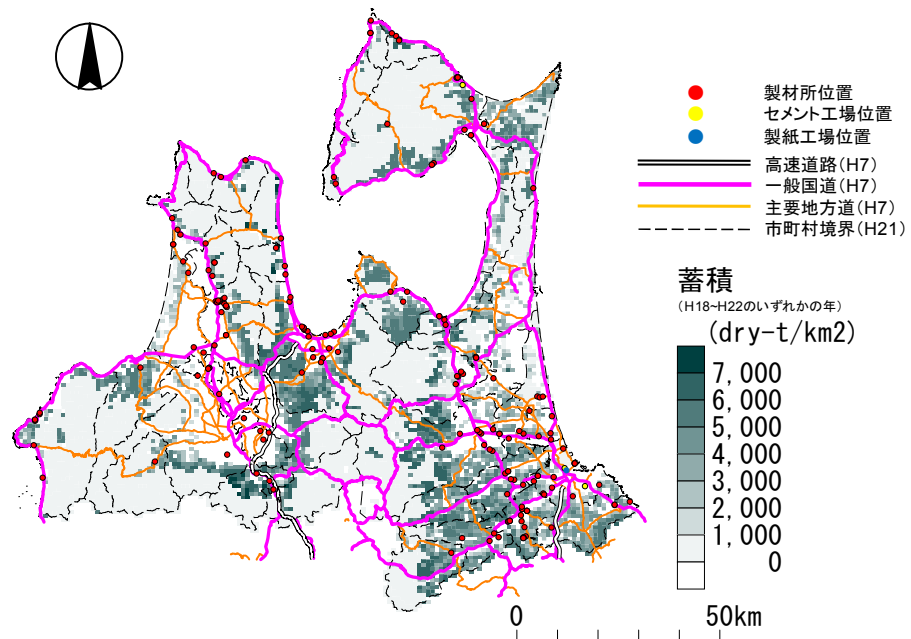 製材所位置
セメント工場位置
製紙工場位置
高速道路(H7)
一般国道(H7)
主要地方道(H7)
市町村境界(H21)
蓄積
(H18~H22のいずれかの年)
(dry-t/km2)
7,000
6,000
5,000
4,000
3,000
2,000
1,000
0
0 50km